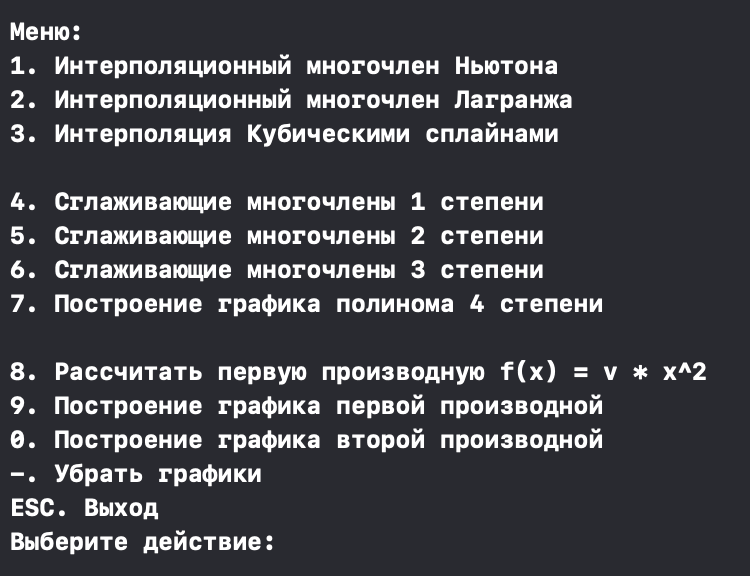 Меню:
1. Интерполяционный многочлен Ньютона
2. Интерполяционный многочлен Лагранжа
3. Интерполяция Кубическими сплайнами
4. Сглаживающие многочлены 1 степени
5. Сглаживающие многочлены 2 степени
6. Сглаживающие многочлены 3 степени
7. Построение графика полинома 4 степени
8. Рассчитать первую производную f(x) = v * x^2
9. Построение графика первой производной
0. Построение графика второй производной
−. Убрать графики
ESC. Выход
Выберите действие: